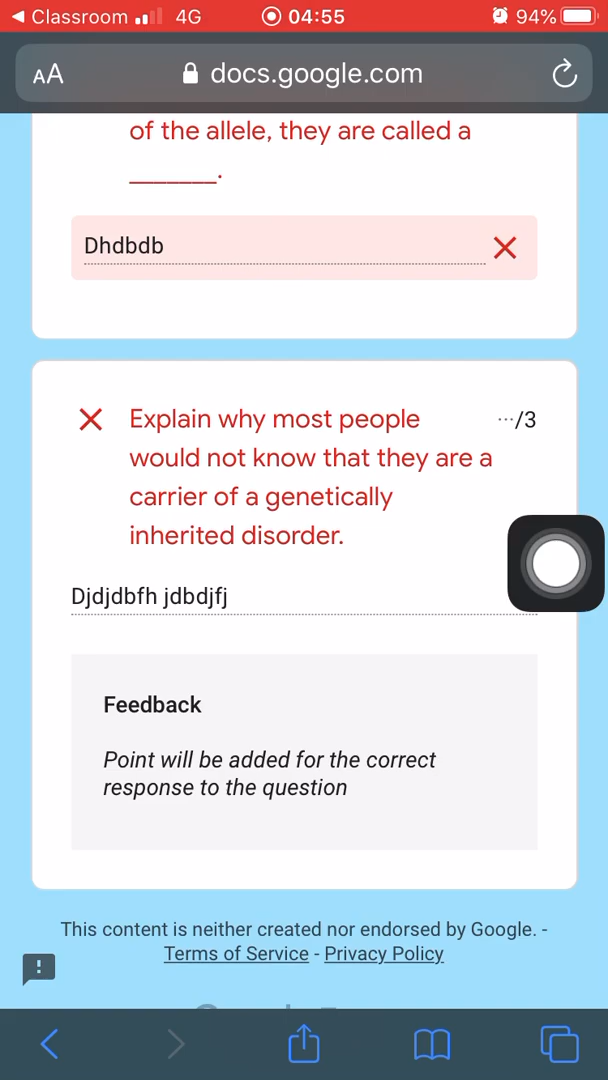 Classroom 4G 04:55 94%
AA docs.google.com
of the allele, they are called a
_______.
Dhdbdb
Explain why most people
···/3
would not know that they are a
carrier of a genetically
inherited disorder.
Djdjdbfh jdbdjfj
Feedback
Point will be added for the correct
response to the question
This content is neither created nor endorsed by Google. -
Terms of Service - Privacy Policy